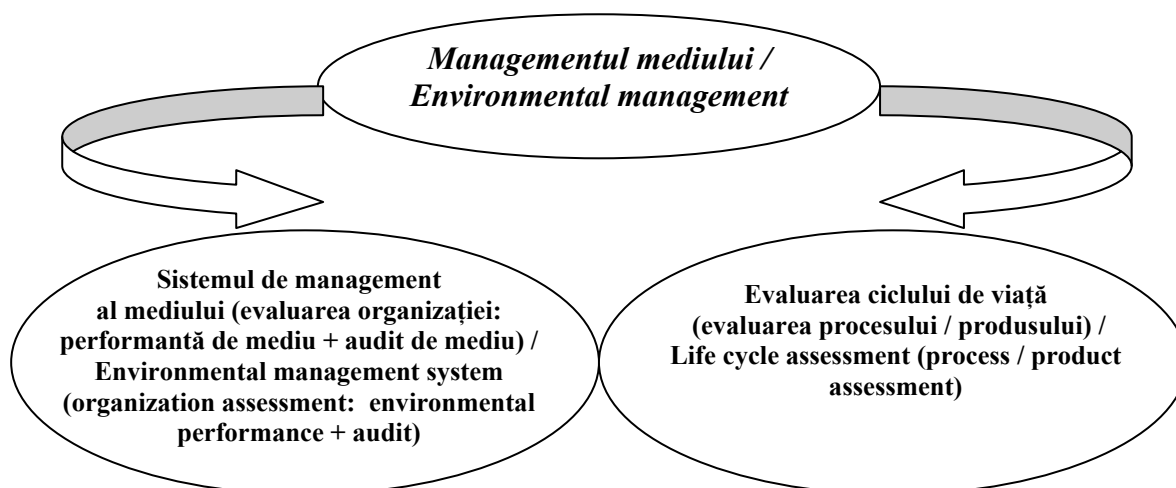 Managementul mediului /
Environmental management
Sistemul de management
al mediului (evaluarea organizației:
performantă de mediu + audit de mediu) /
Environmental management system
(organization assessment: environmental
performance + audit)
Evaluarea ciclului de viață
(evaluarea procesului / produsului) /
Life cycle assessment (process / product
assessment)